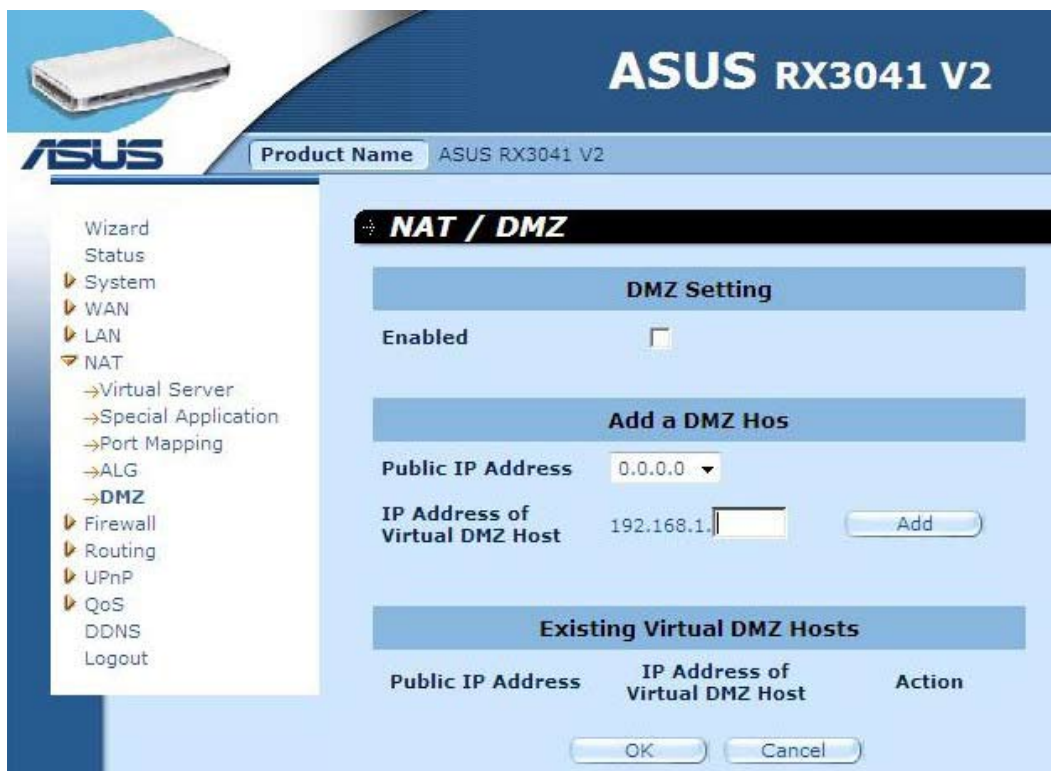 ASUS RX3041 V2
ASUS
Product Name ASUS RX3041 V2
Wizard
Status
System
WAN
LAN
NAT
→Virtual Server
→Special Application
→Port Mapping
→ALG
→DMZ
Firewall
Routing
UPnP
QoS
DDNS
Logout
NAT / DMZ
DMZ Setting
Enabled
Add a DMZ Hos
Public IP Address 0.0.0.0
IP Address of
Virtual DMZ Host 192.168.1. Add
Existing Virtual DMZ Hosts
Public IP Address IP Address of Virtual DMZ Host Action
OK Cancel